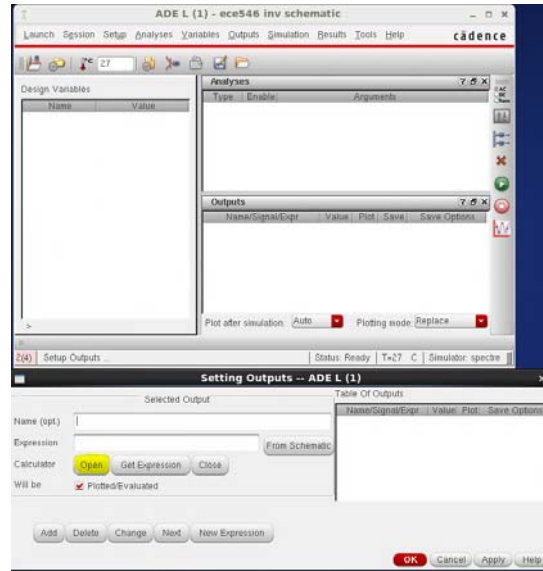 ADE L (1) - ece546 inv schematic
Launch Session Setup Analyses Variables Outputs Simulation Results Tools Help cādence
27
Design Variables
Name Value
Analyses
Type Enable Arguments
Outputs
Name/Signal/Expr Value Plot Save Save Options
Plot after simulation: Auto Plotting mode: Replace
>
2(4) Setup Outputs ... Status: Ready T=27 C Simulator: spectre
Setting Outputs -- ADE L (1)
Selected Output
Table Of Outputs
Name/Signal/Expr Value Plot Save Options
Name (opt.)
Expression From Schematic
Calculator Open Get Expression Close
Will be Plotted/Evaluated
Add Delete Change Next New Expression
OK Cancel Apply Help